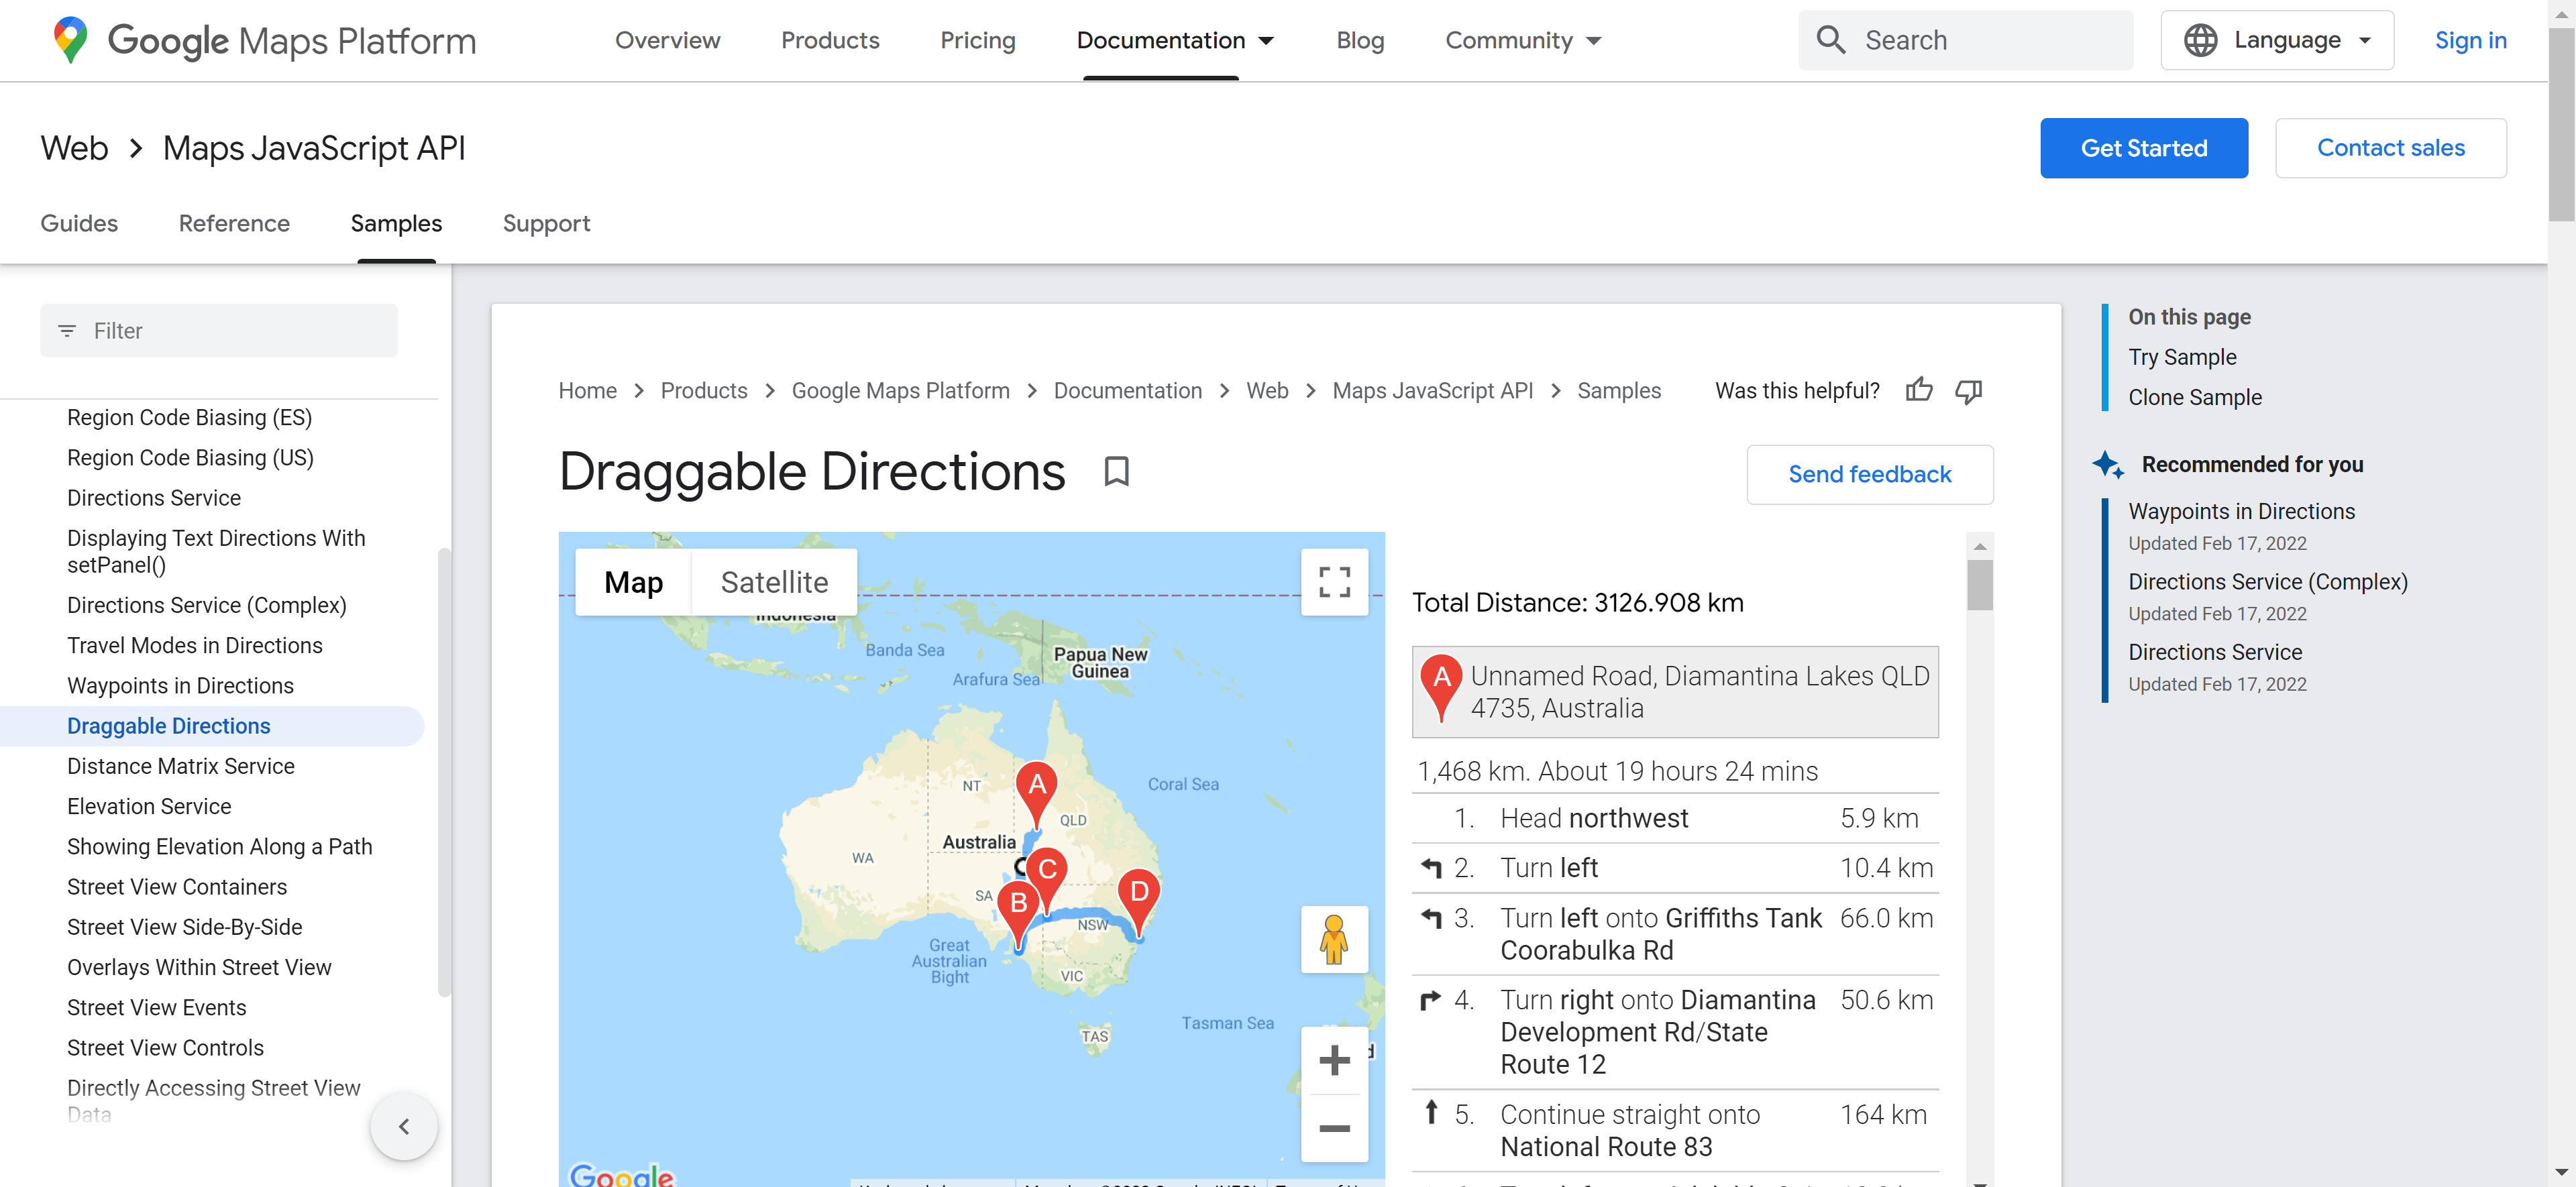 Google Maps Platform
Overview
Products
Pricing
Documentation
Blog
Community
Search
Language
Sign in
Web
Maps JavaScript API
Get Started
Contact sales
Guides
Reference
Samples
Support
Filter
Region Code Biasing (ES)
Region Code Biasing (US)
Directions Service
Displaying Text Directions With
setPanel()
Directions Service (Complex)
Travel Modes in Directions
Waypoints in Directions
Draggable Directions
Distance Matrix Service
Elevation Service
Showing Elevation Along a Path
Street View Containers
Street View Side-By-Side
Overlays Within Street View
Street View Events
Street View Controls
Directly Accessing Street View
Data
Home
Products
Google Maps Platform
Documentation
Web
Maps JavaScript API
Samples
Was this helpful?
Draggable Directions
Send feedback
Map
Satellite
Indonesia
Banda Sea
Papua New
Guinea
Arafura Sea
Coral Sea
NT
A
QLD
Australia
WA
C
SA
B
D
NSW
Great
Australian
Bight
VIC
Tasman Sea
TAS
Google
Total Distance: 3126.908 km
A
Unnamed Road, Diamantina Lakes QLD
4735, Australia
1,468 km. About 19 hours 24 mins
1. Head northwest 5.9 km
2. Turn left 10.4 km
3. Turn left onto Griffiths Tank 66.0 km
Coorabulka Rd
4. Turn right onto Diamantina 50.6 km
Development Rd/State
Route 12
5. Continue straight onto 164 km
National Route 83
On this page
Try Sample
Clone Sample
Recommended for you
Waypoints in Directions
Updated Feb 17, 2022
Directions Service (Complex)
Updated Feb 17, 2022
Directions Service
Updated Feb 17, 2022